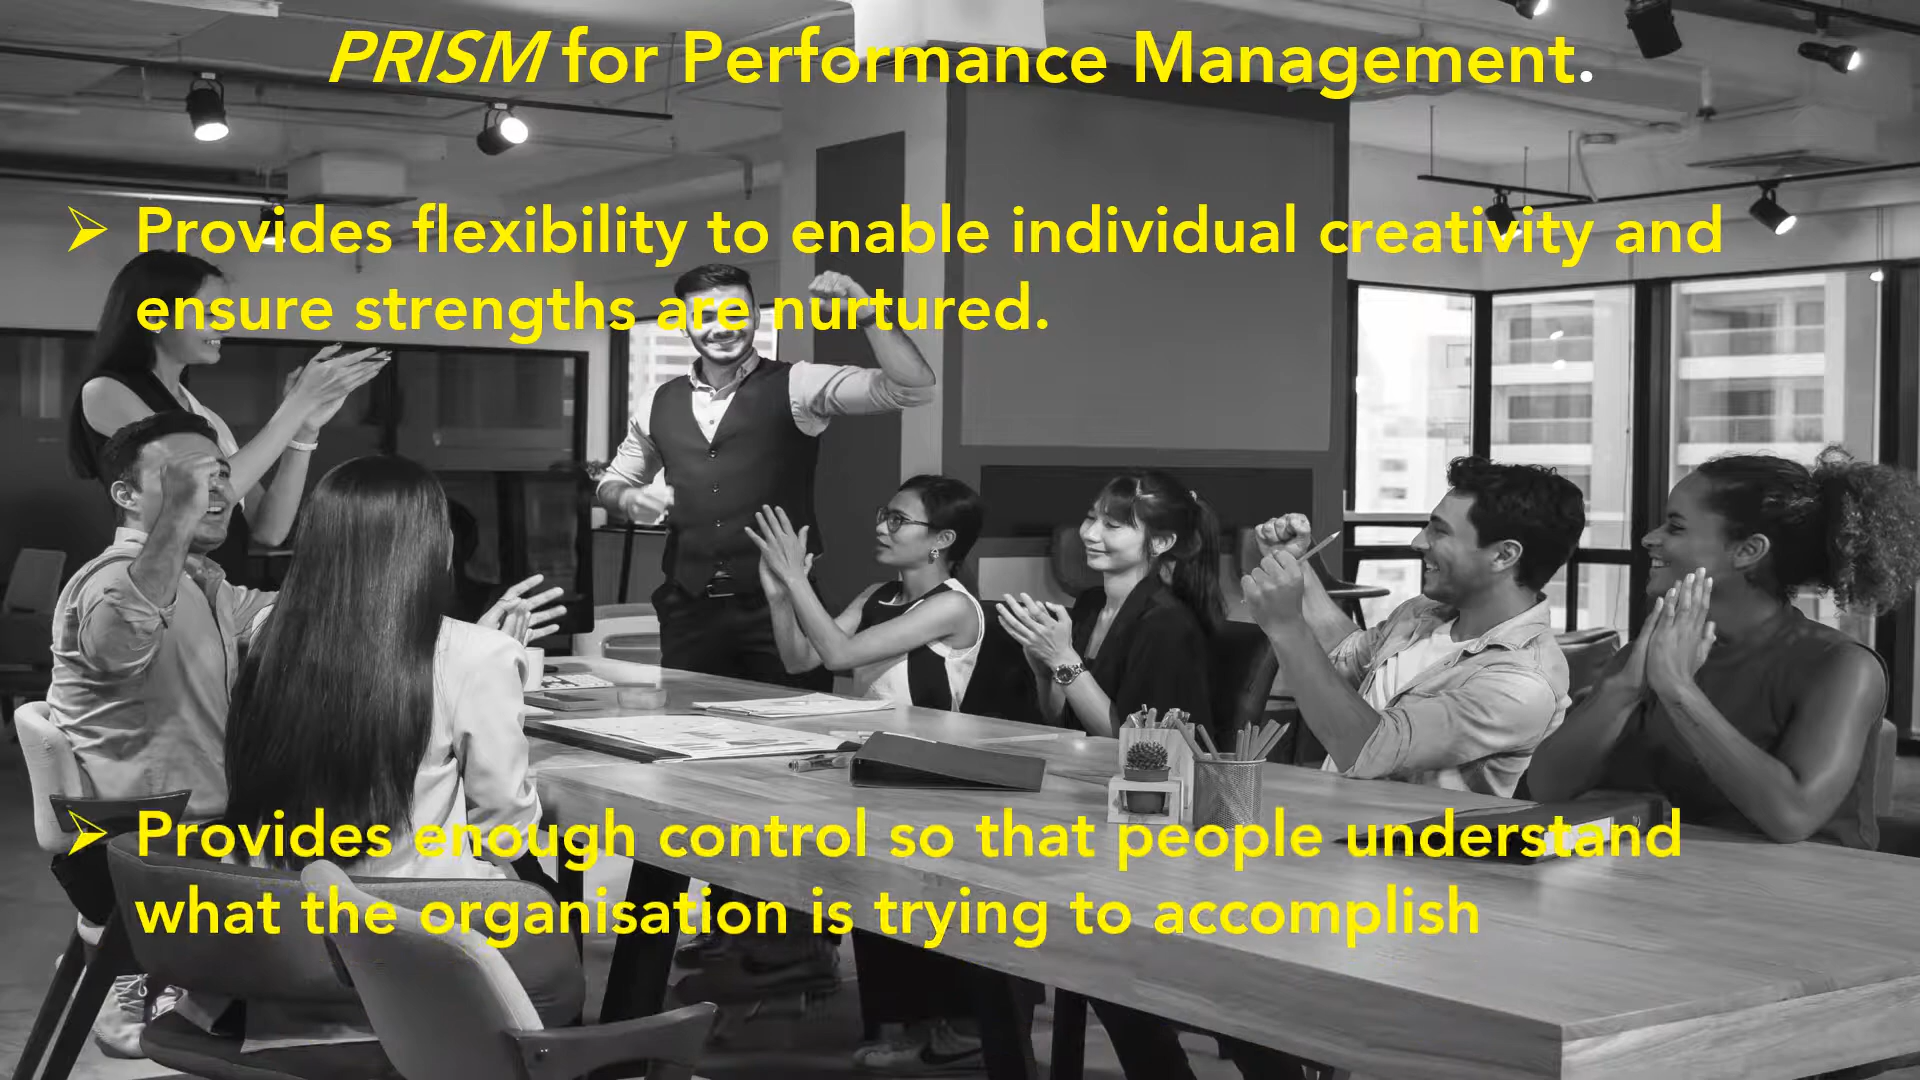 PRISM for Performance Management.
➢ Provides flexibility to enable individual creativity and
ensure strengths are nurtured.
➢ Provides enough control so that people understand
what the organisation is trying to accomplish